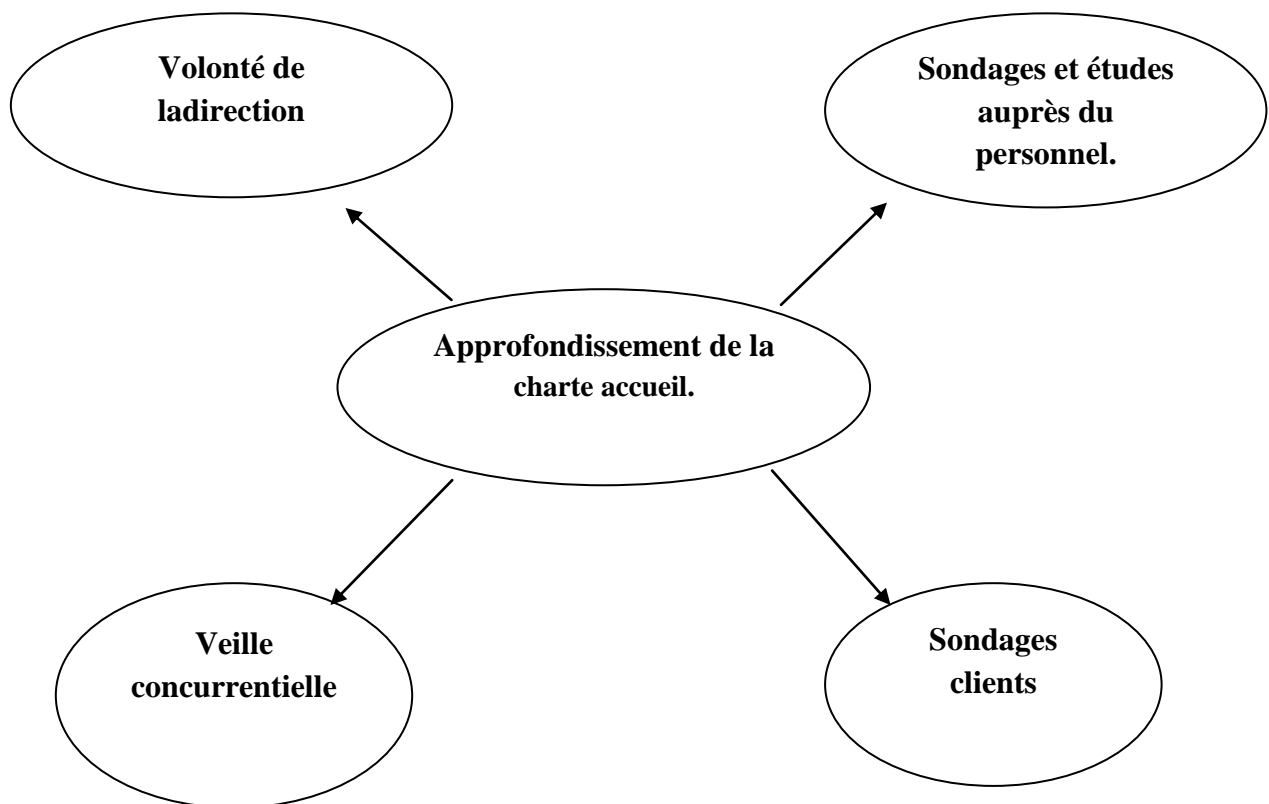 Volonté de
ladirection
Sondages et études
auprès du
personnel.
Approfondissement de la
charte accueil.
Veille
concurrentielle
Sondages
clients